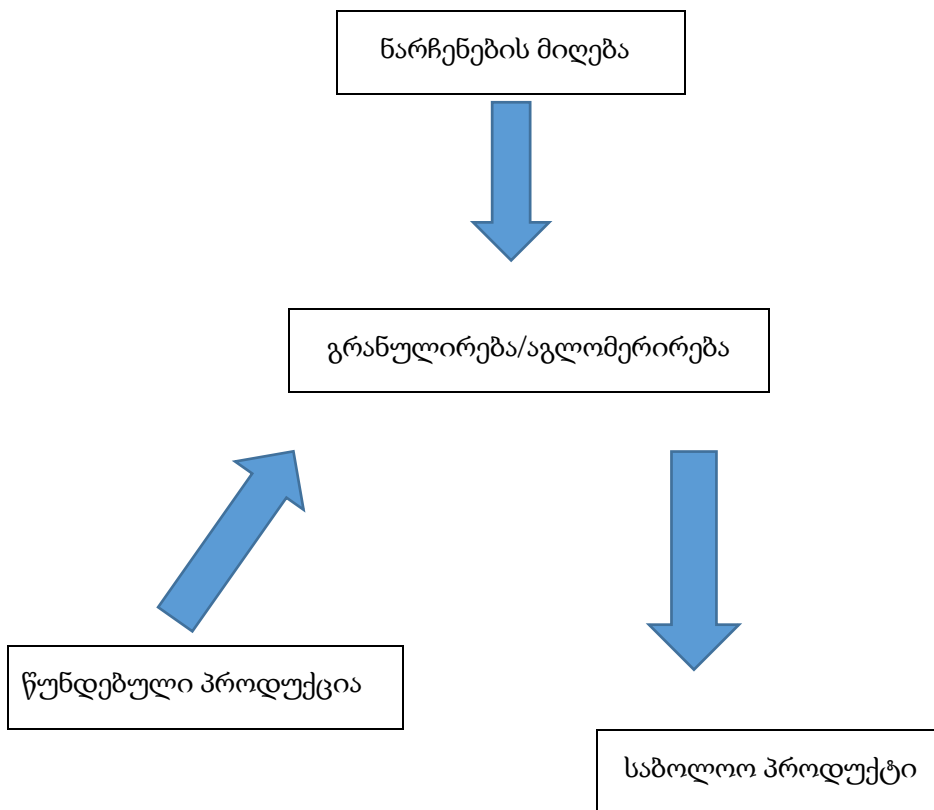 ნარჩენების მიღება
გრანულირება/აგლომერირება
წუნდებული პროდუქცია
საბოლოო პროდუქტი